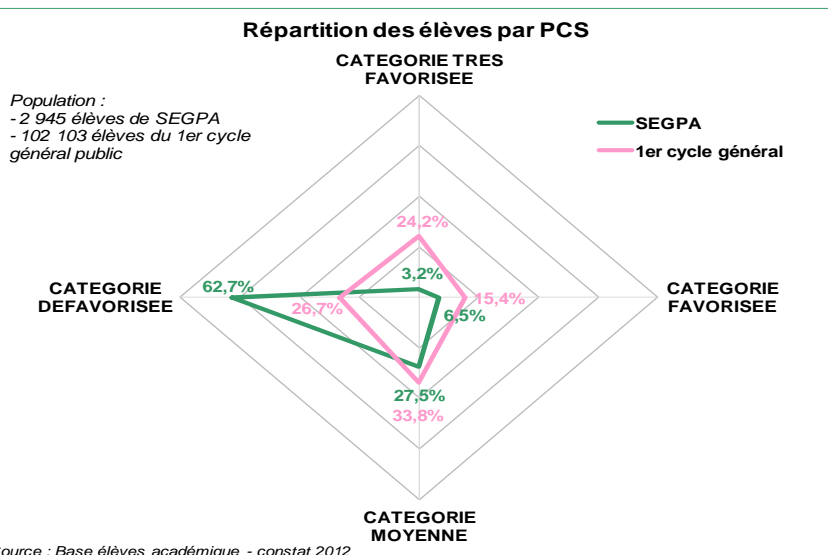 Répartition des élèves par PCS
CATEGORIE TRES
FAVORISEE
Population :
- 2 945 élèves de SEGPA
- 102 103 élèves du 1er cycle
général public
SEGPA
1er cycle général
24,2%
3,2%
CATEGORIE
DEFAVORISEE
62,7%
26,7%
15,4%
6,5%
CATEGORIE
FAVORISEE
27,5%
33,8%
CATEGORIE
MOYENNE
ource : Base élèves académique - constat 2012